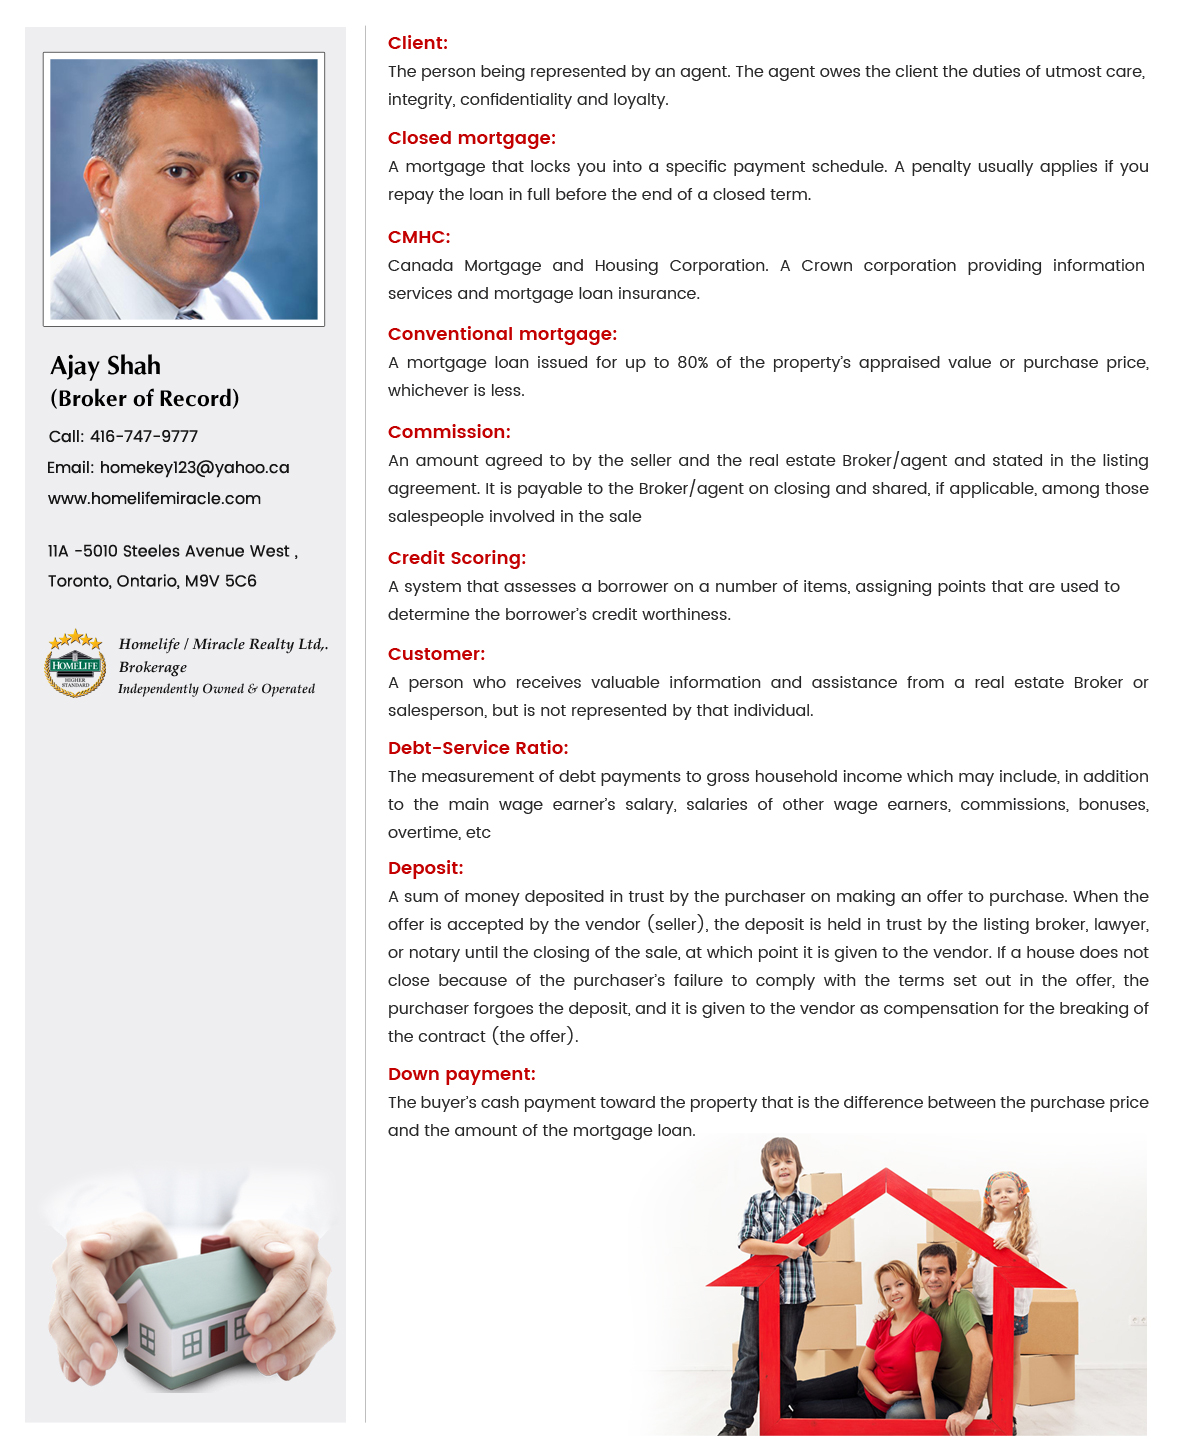 Ajay Shah
(Broker of Record)
Call: 416-747-9777
Email: homekey123@yahoo.ca
www.homelifemiracle.com
11A -5010 Steeles Avenue West ,
Toronto, Ontario, M9V 5C6
HOMELIFE
HIGHER
STANDARD
Homelife / Miracle Realty Ltd,.
Brokerage
Independently Owned & Operated
Client:
The person being represented by an agent. The agent owes the client the duties of utmost care,
integrity, confidentiality and loyalty.
Closed mortgage:
A mortgage that locks you into a specific payment schedule. A penalty usually applies if you
repay the loan in full before the end of a closed term.
CMHC:
Canada Mortgage and Housing Corporation. A Crown corporation providing information
services and mortgage loan insurance.
Conventional mortgage:
A mortgage loan issued for up to 80% of the property’s appraised value or purchase price,
whichever is less.
Commission:
An amount agreed to by the seller and the real estate Broker/agent and stated in the listing
agreement. It is payable to the Broker/agent on closing and shared, if applicable, among those
salespeople involved in the sale
Credit Scoring:
A system that assesses a borrower on a number of items, assigning points that are used to
determine the borrower’s credit worthiness.
Customer:
A person who receives valuable information ad assistance from a real estate Broker or
salesperson, but is not represented by that individual.
Debt-Service Ratio:
The measurement of debt payments to gross household income which may include, in addition
to the main wage earner’s salary, salaries of other wage earners, commissions, bonuses,
overtime, etc
Deposit:
A sum of money deposited in trust by the purchaser on making an offer to purchase. When the
offer is accepted by the vendor (seller), the deposit is held in trust by the listing broker, lawyer,
or notary until the closing of the sale, at which point it is given to the vendor. If a house does not
close because of the purchaser’s failure to comply with the terms set out in the offer, the
purchaser forgoes the deposit, and it is given to the vendor as compensation for the breaking of
the contract (the offer).
Down payment:
The buyer’s cash payment toward the property that is the difference between the purchase price
and the amount of the mortgage loan.